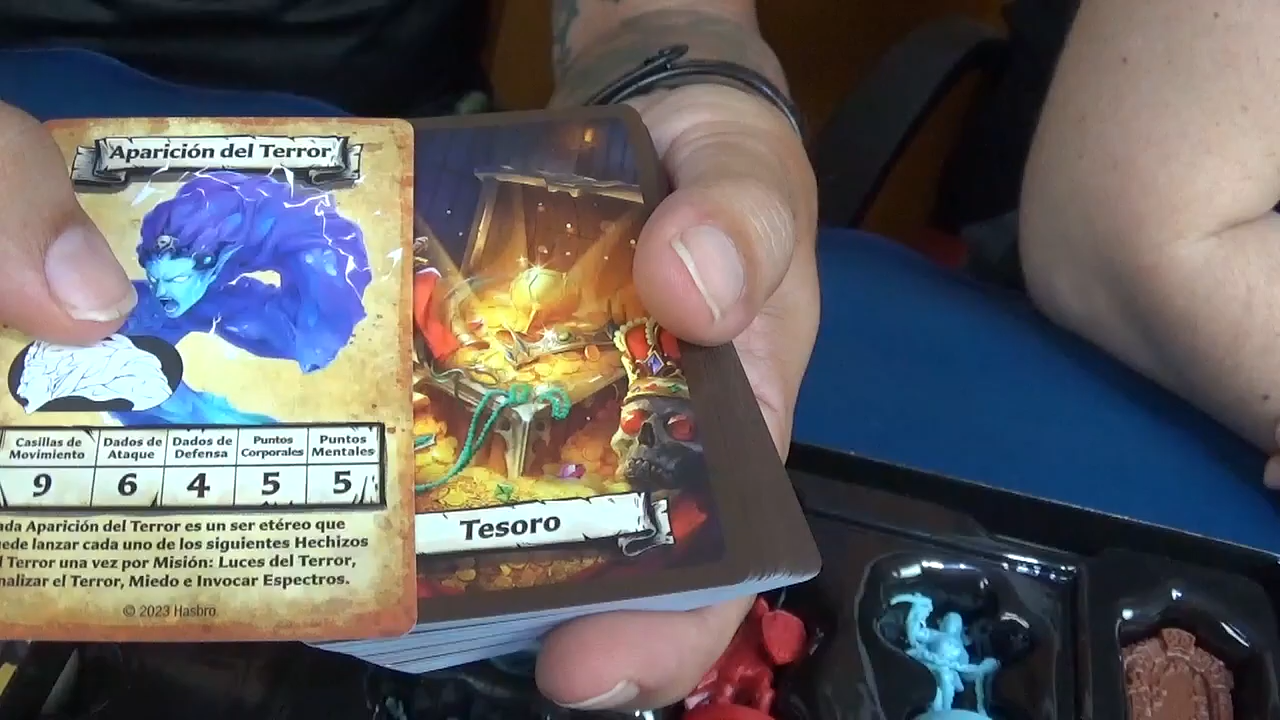 Aparición del Terror
Casillas de Movimiento
Dados de Ataque
Dados de Defensa
Puntos Corporales
Puntos Mentales
9 6 4 5 5
Aparición del Terror es un ser etéreo que
lanzar cada uno de los siguientes Hechizos
Terror una vez por Misión: Luces del Terror,
el Terror, Miedo e Invocar Espectros.
© 2023 Hasbro
Tesoro